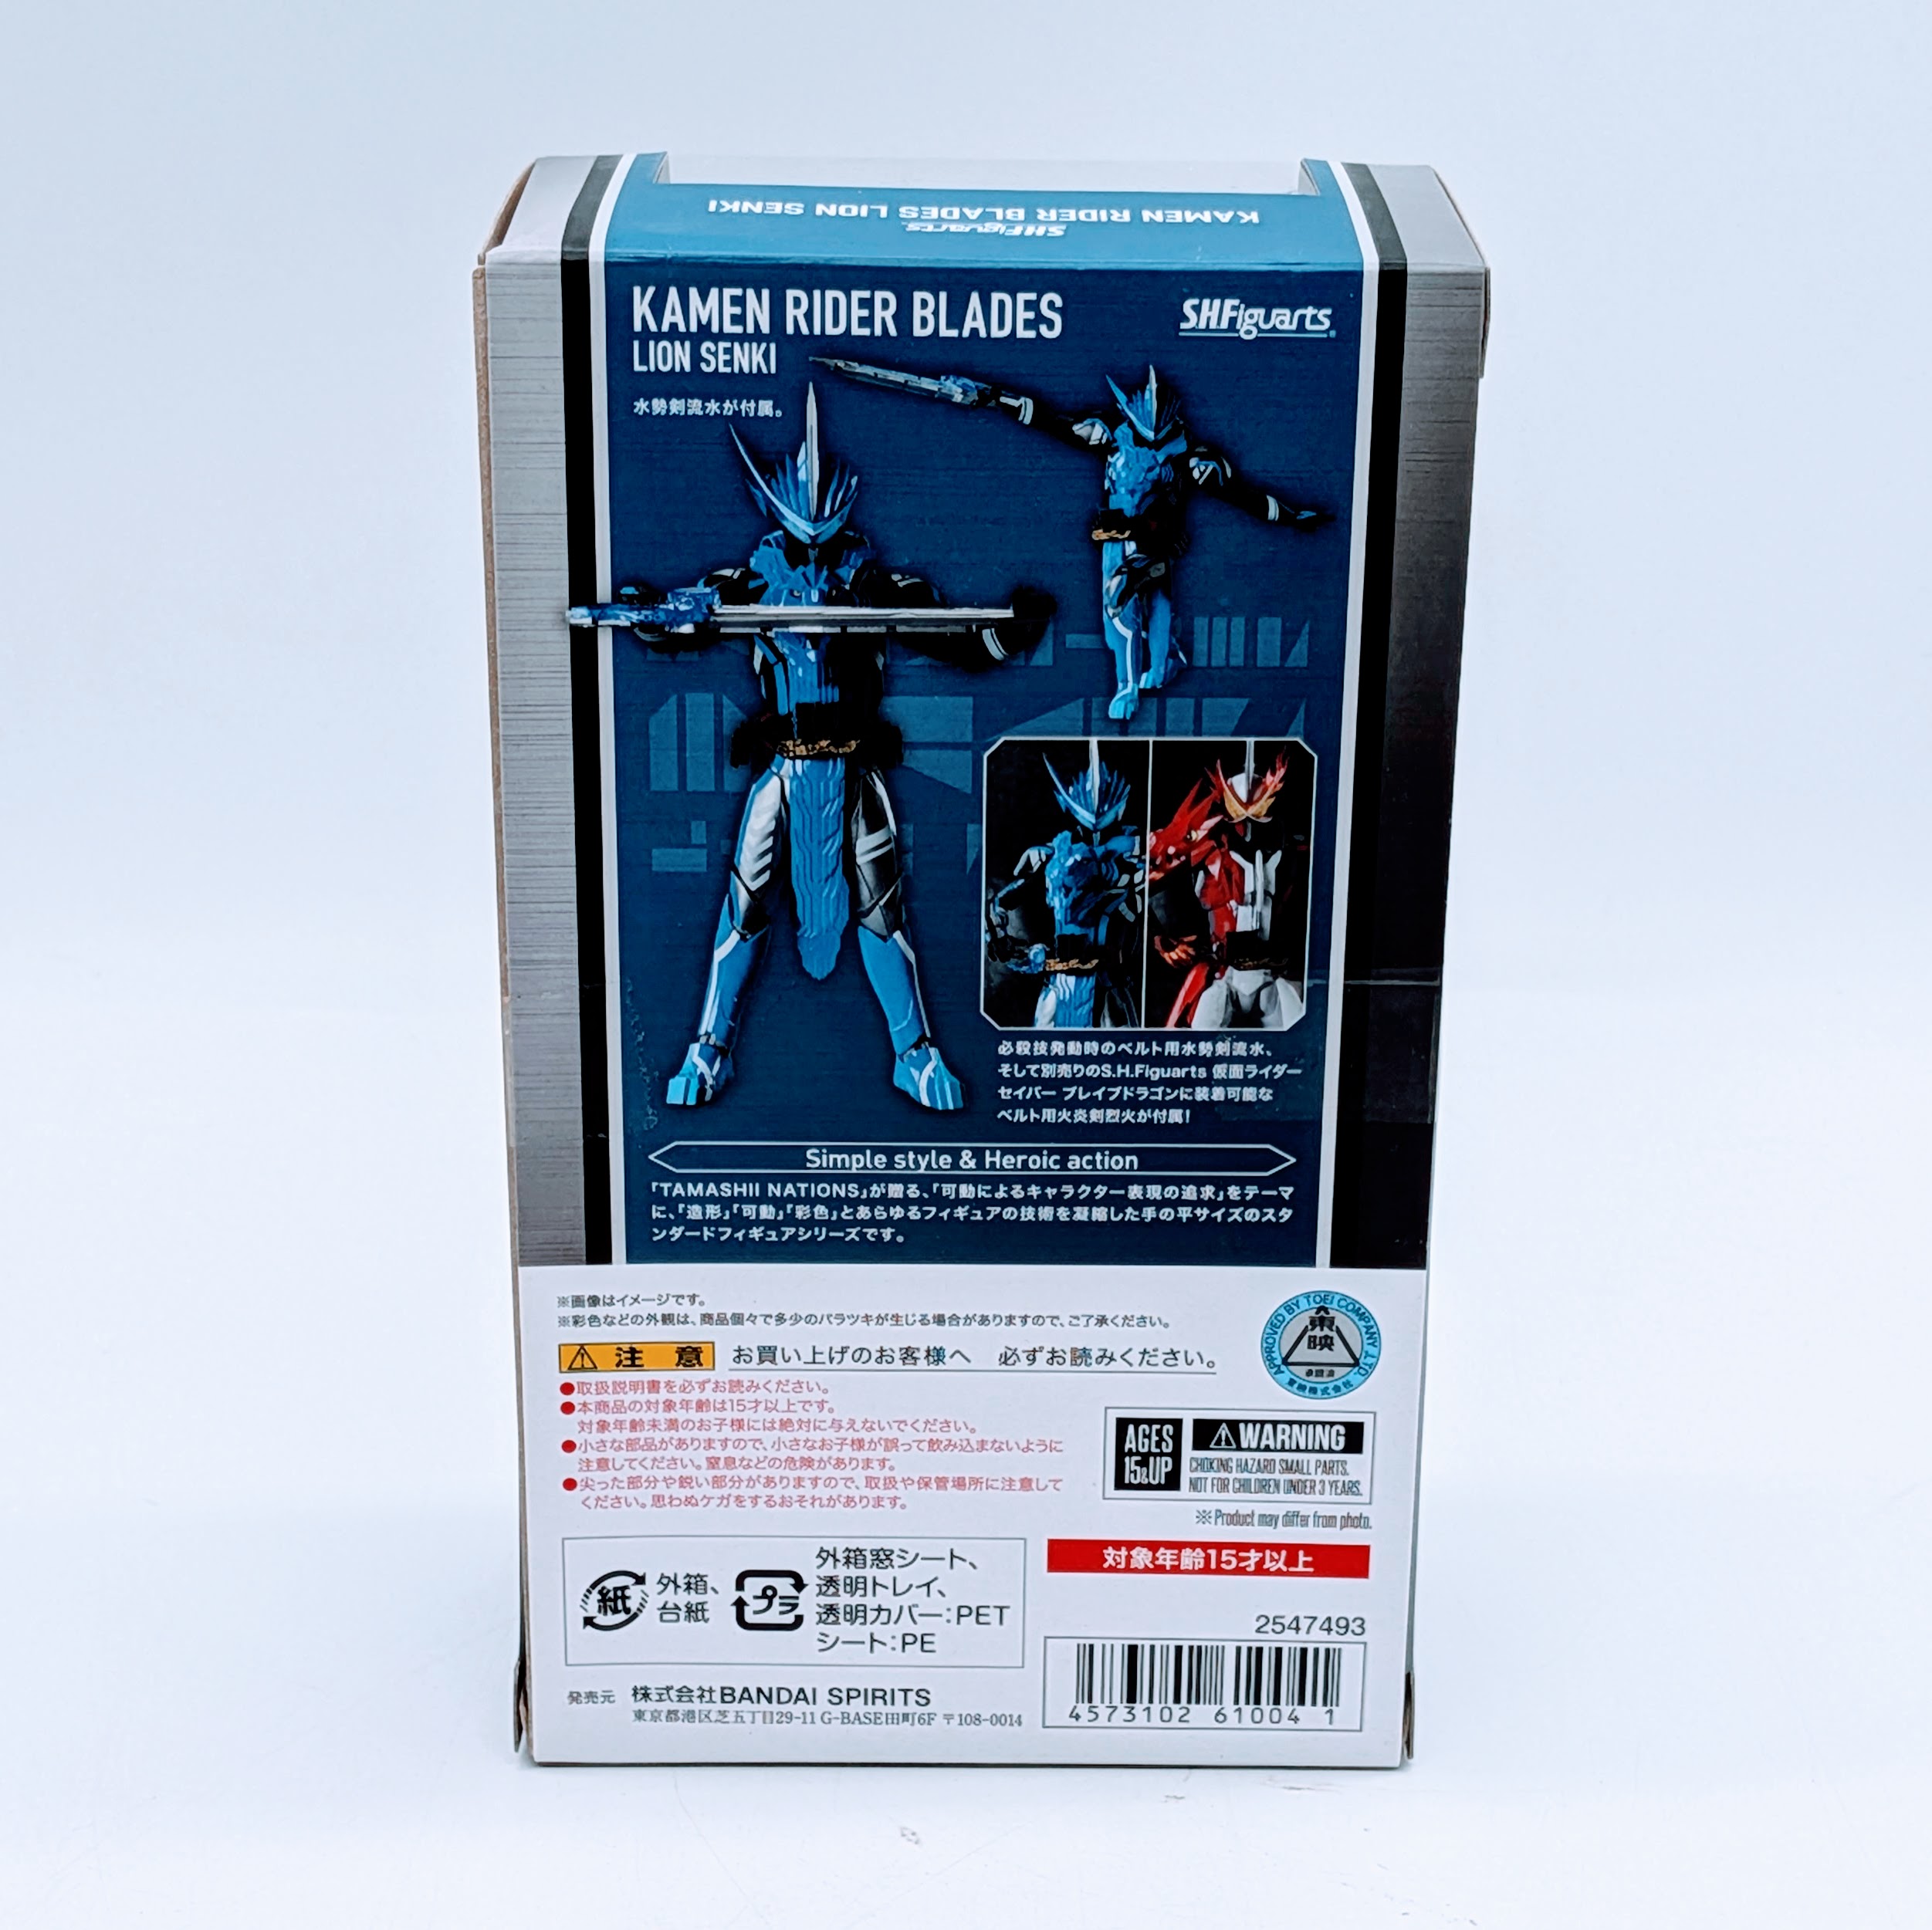 KAMEN RIDER BLADES LION SENKI
S.H.Figuarts
KAMEN RIDER BLADES
S.H.Figuarts
LION SENKI
水勢剣流水が付属。
必殺技発動時のベルト用水勢剣流水、
そして別売りのS.H.Figuarts 仮面ライダー
セイバー ブレイブドラゴンに装着可能な
ベルト用火炎剣烈火が付属!
Simple style & Heroic action
「TAMASHII NATIONS」が贈る、「可動によるキャラクター表現の追求」をテーマ
に、「造形」「可動」「彩色」とあらゆるフィギュアの技術を凝縮した手の平サイズのスタ
ンダードフィギュアシリーズです。
※画像はイメージです。
※彩色などの外観は、商品個々で多少のバラツキが生じる場合がありますので、ご了承ください。
APPROVED BY TOEI COMPANY,LTD.
東映
東映株式会社
注意 お買い上げのお客様へ 必ずお読みください。
●取扱説明書を必ずお読みください。
●本商品の対象年齢は15才以上です。
対象年齢未満のお子様には絶対に与えないでください。
●小さな部品がありますので、小さなお子様が誤って飲み込まないように
注意してください。窒息などの危険があります。
●尖った部分や鋭い部分がありますので、取扱や保管場所に注意して
ください。思わぬケガをするおそれがあります。
AGES
15&UP
WARNING
CHOKING HAZARD SMALL PARTS.
NOT FOR CHILDREN UNDER 3 YEARS.
※Product may differ from photo.
対象年齢15才以上
紙
外箱、
台紙
プラ
外箱窓シート、
透明トレイ、
透明カバー:PET
シート:PE
2547493
4573102 61004 1
発売元 株式会社BANDAI SPIRITS
東京都港区芝五丁目29-11 G-BASE田町6F 〒108-0014